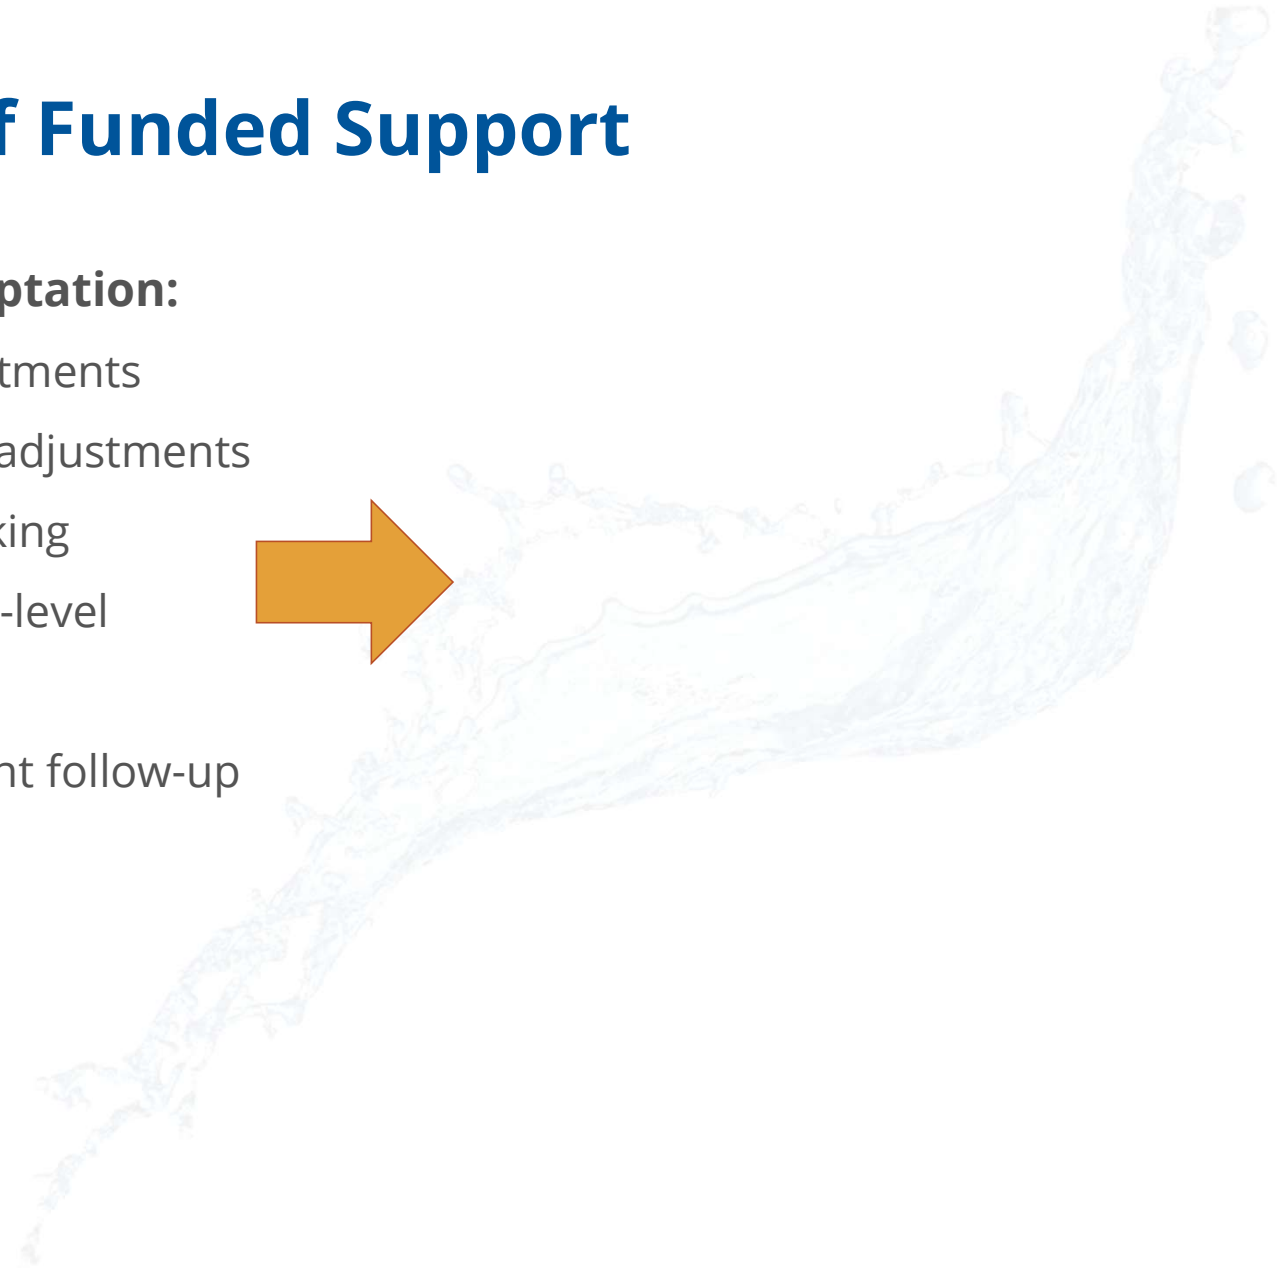 f Funded Support
ptation:
tments
adjustments
king
-level
nt follow-up